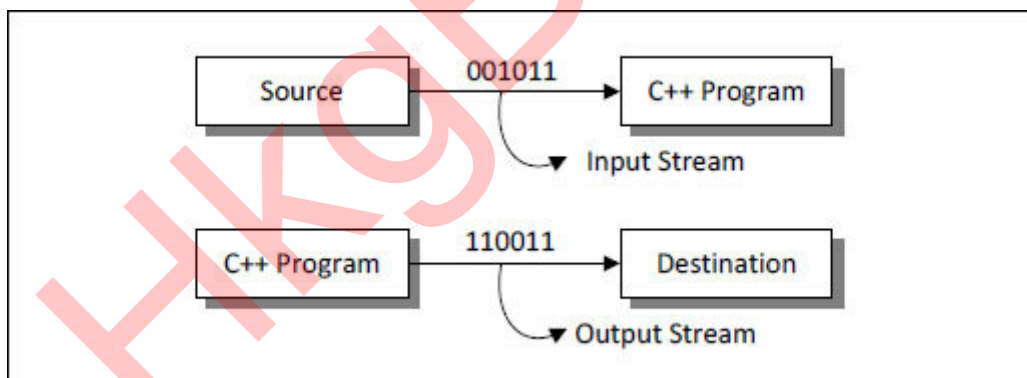 001011
Source
C++ Program
Input Stream
110011
C++ Program
Destination
Output Stream